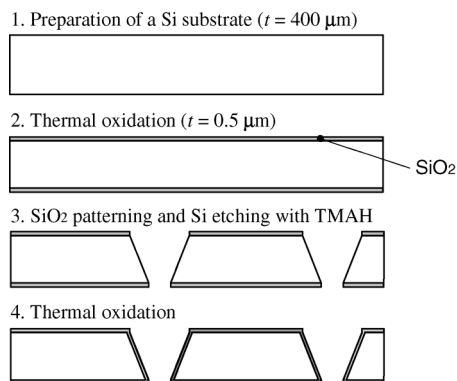 1. Preparation of a Si substrate (t = 400 μm)
2. Thermal oxidation (t = 0.5 μm)
SiO2
3. SiO2 patterning and Si etching with TMAH
4. Thermal oxidation